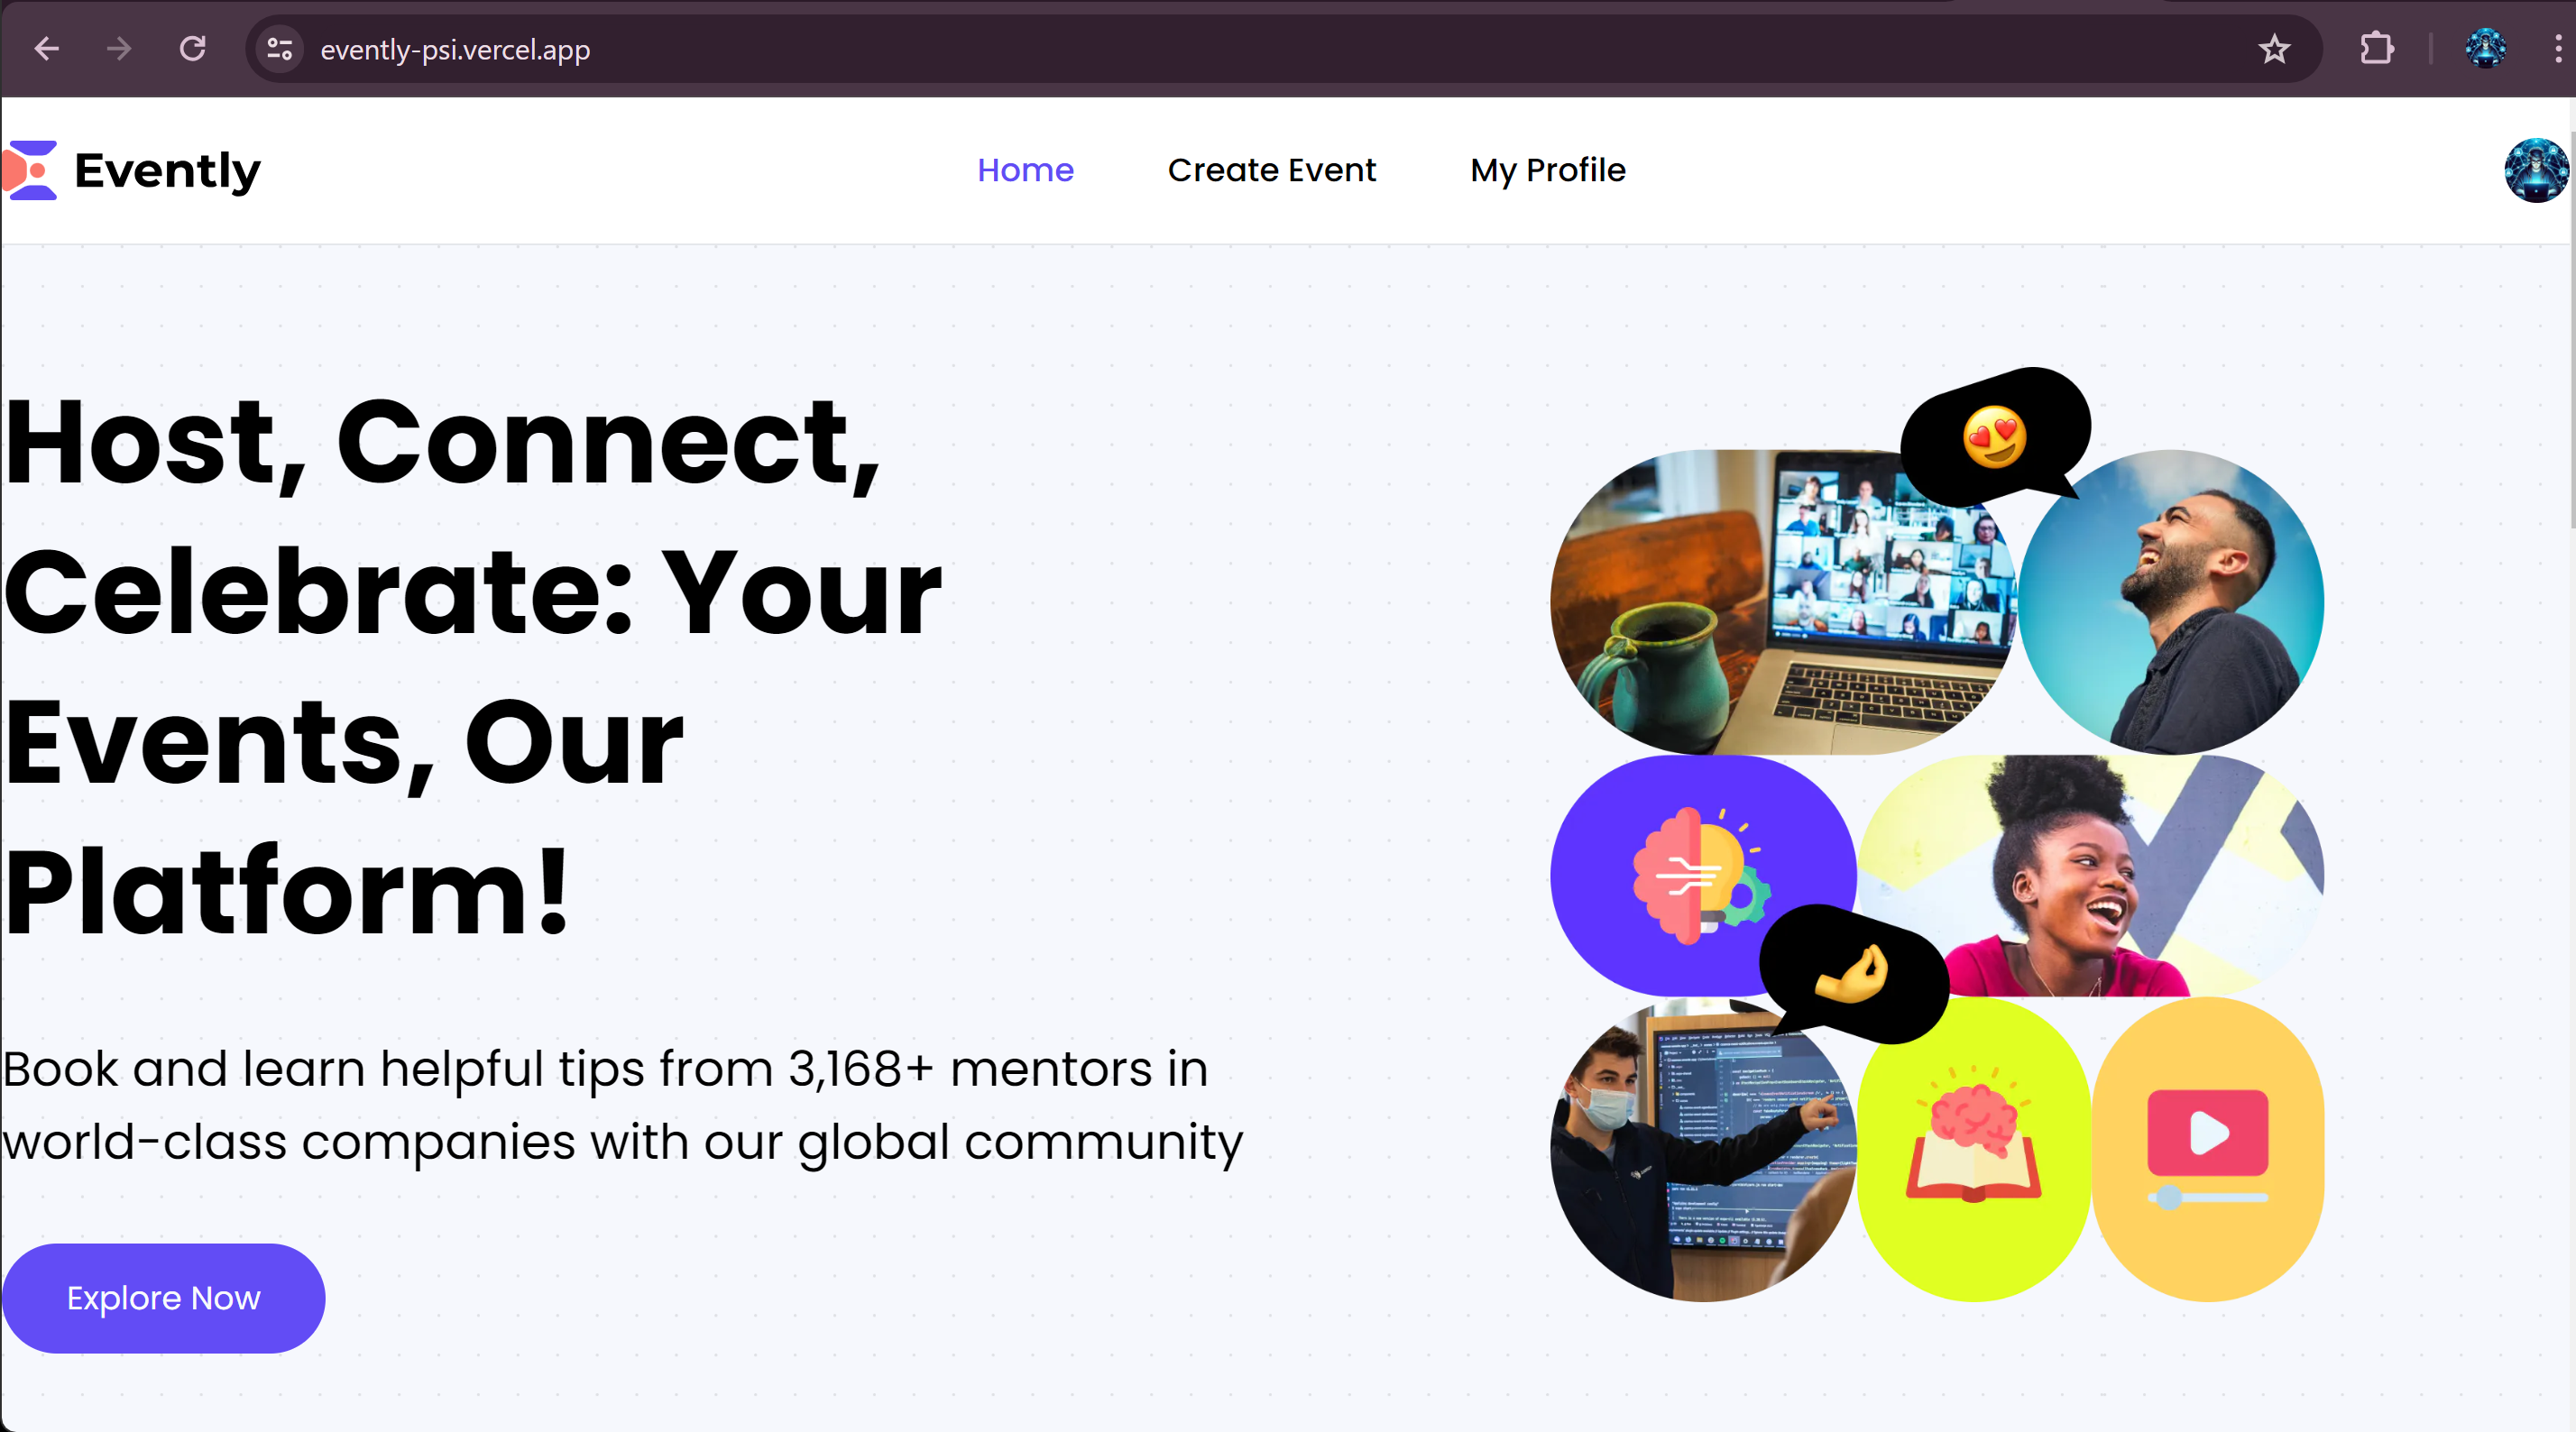 evently-psi.vercel.app
Evently
Home
Create Event
My Profile
Host, Connect,
Celebrate: Your
Events, Our
Platform!
Book and learn helpful tips from 3,168+ mentors in
world-class companies with our global community
Explore Now